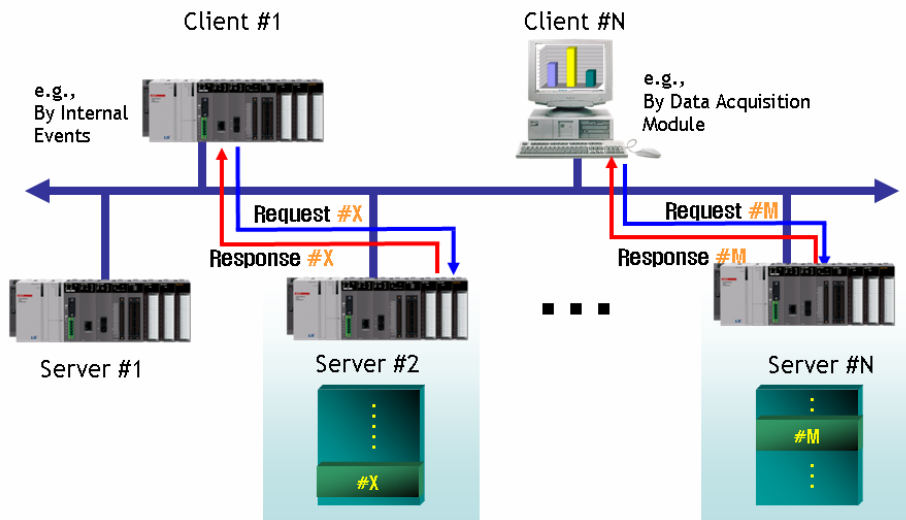 Client #1
Client #N
e.g.,
By Internal
Events
e.g.,
By Data Acquisition
Module
Request #X
Response #X
Request #M
Response #M
Server #1
Server #2
Server #N
#X
#M